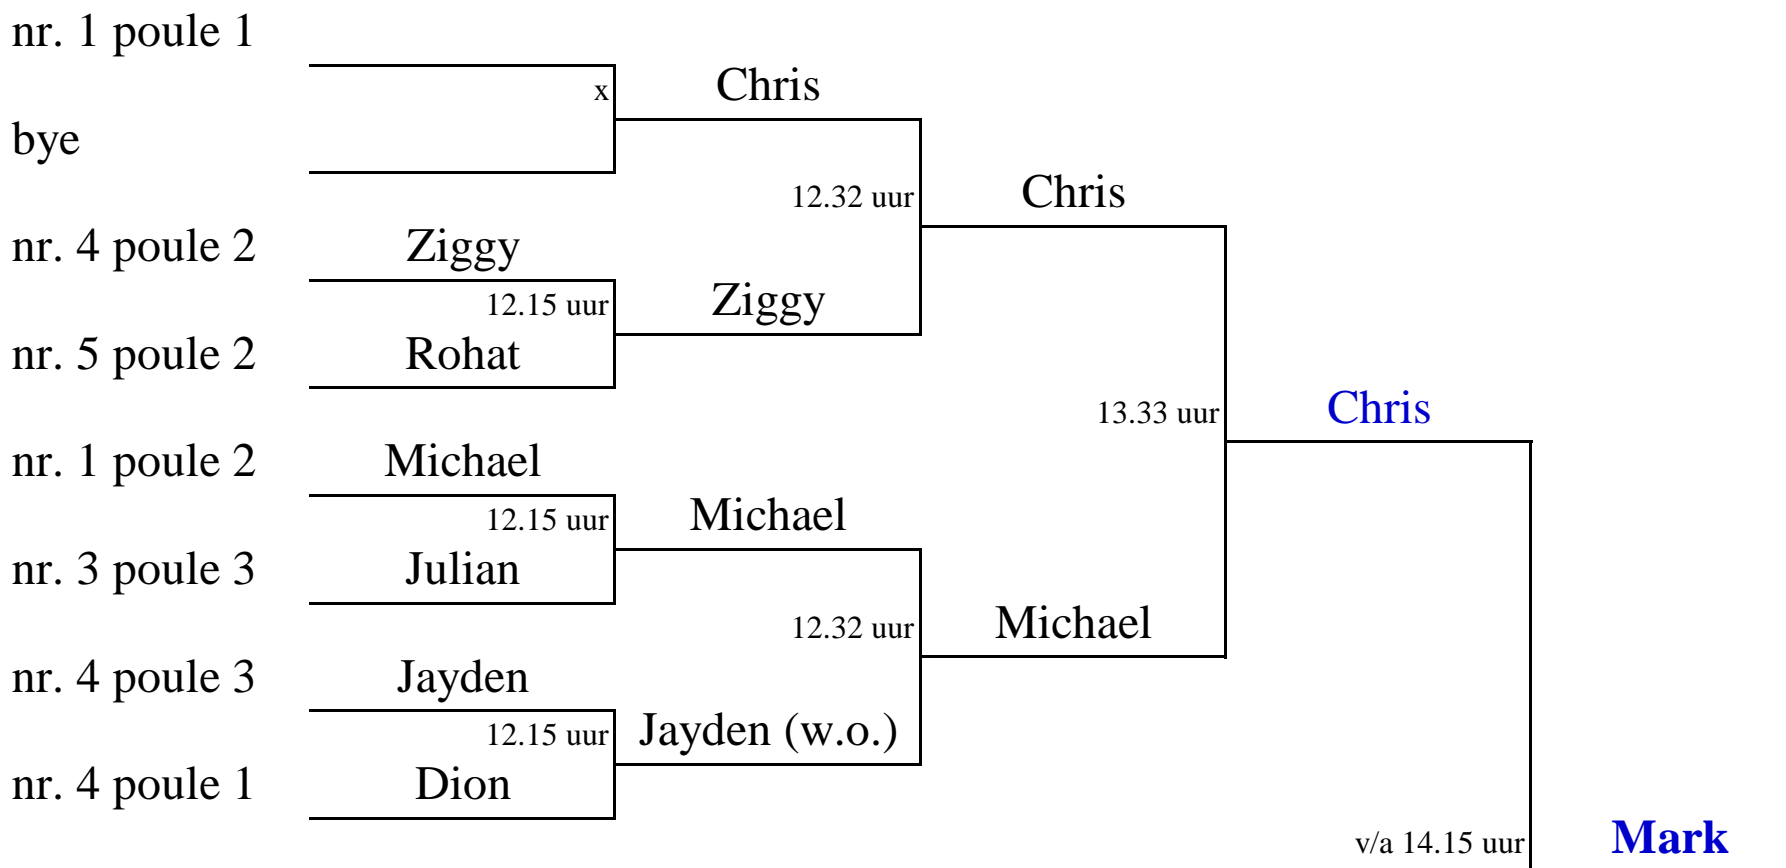 nr. 1 poule 1
x
Chris
bye
12.32 uur
Chris
nr. 4 poule 2
Ziggy
12.15 uur
Ziggy
nr. 5 poule 2
Rohat
13.33 uur
Chris
nr. 1 poule 2
Michael
12.15 uur
Michael
nr. 3 poule 3
Julian
12.32 uur
Michael
nr. 4 poule 3
Jayden
12.15 uur
Jayden (w.o.)
nr. 4 poule 1
Dion
v/a 14.15 uur
Mark